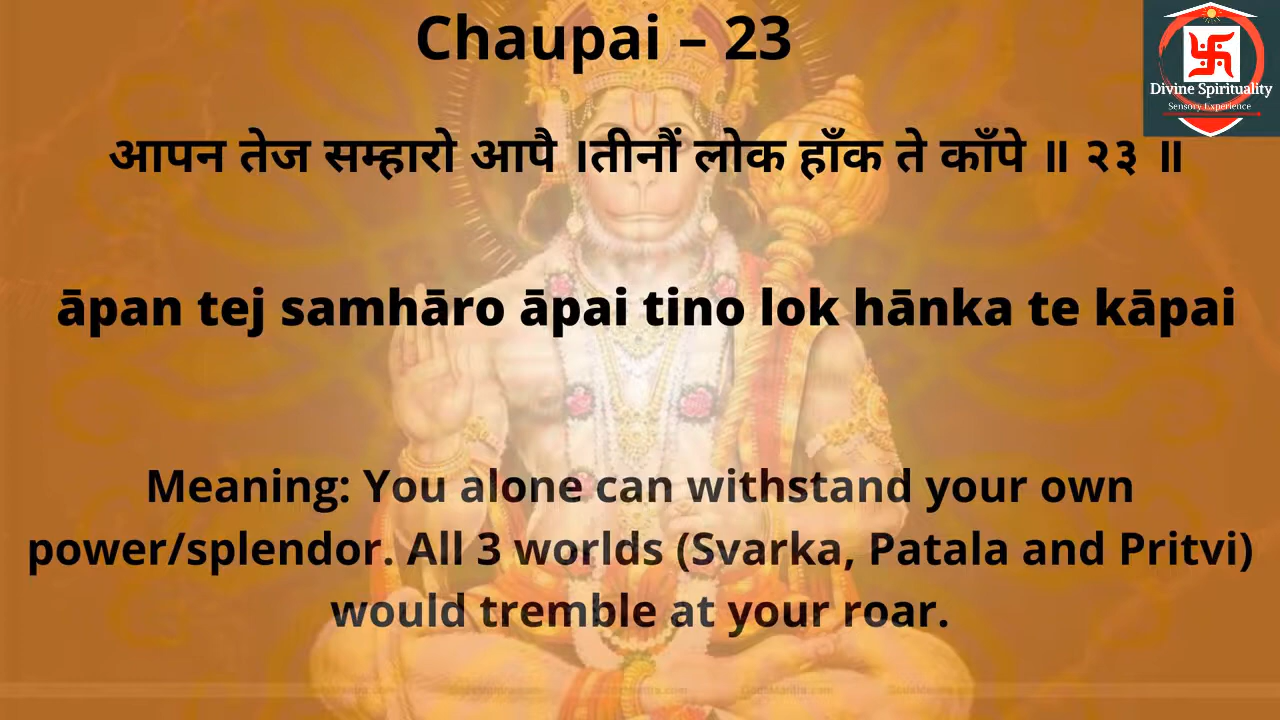 Chaupai – 23
Divine Spirituality
Sensory Experience
आपन तेज सम्हारो आपै ।तीनौं लोक हाँक ते काँपे ॥ २३ ॥
āpan tej samhāro āpai tino lok hānka te kāpai
Meaning: You alone can withstand your own
power/splendor. All 3 worlds (Svarka, Patala and Pritvi)
would tremble at your roar.